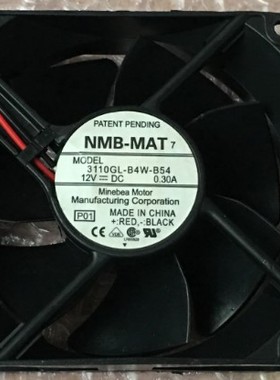 PATENT PENDING
NMB-MAT 7
MODEL
3110GL-B4W-B54
12V ⎓ DC 0.30A
Minebea Motor
Manufacturing Corporation
P01 MADE IN CHINA
+:RED,-:BLACK